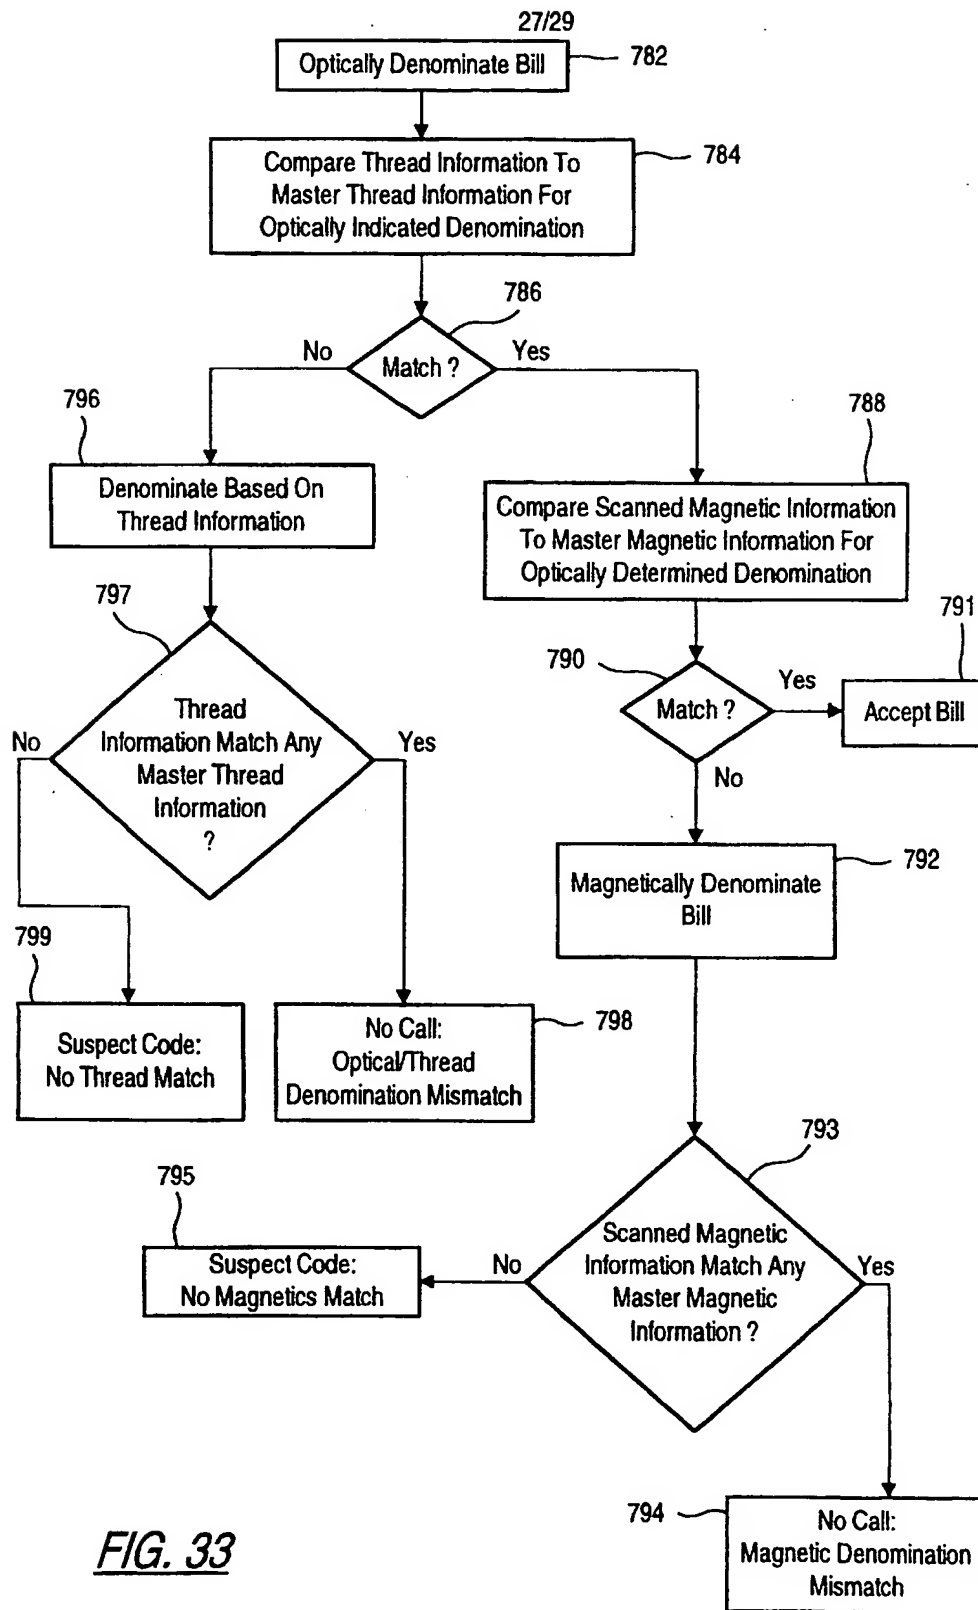 27/29
Optically Denominate Bill
782
Compare Thread Information To
Master Thread Information For
Optically Indicated Denomination
784
786
Match ?
No
Yes
796
Denominate Based On
Thread Information
788
Compare Scanned Magnetic Information
To Master Magnetic Information For
Optically Determined Denomination
797
Thread
Information Match Any
Master Thread
Information
?
No
Yes
790
Match ?
Yes
No
791
Accept Bill
792
Magnetically Denominate
Bill
799
Suspect Code:
No Thread Match
798
No Call:
Optical/Thread
Denomination Mismatch
793
Scanned Magnetic
Information Match Any
Master Magnetic
Information ?
No
Yes
795
Suspect Code:
No Magnetics Match
794
No Call:
Magnetic Denomination
Mismatch
FIG. 33